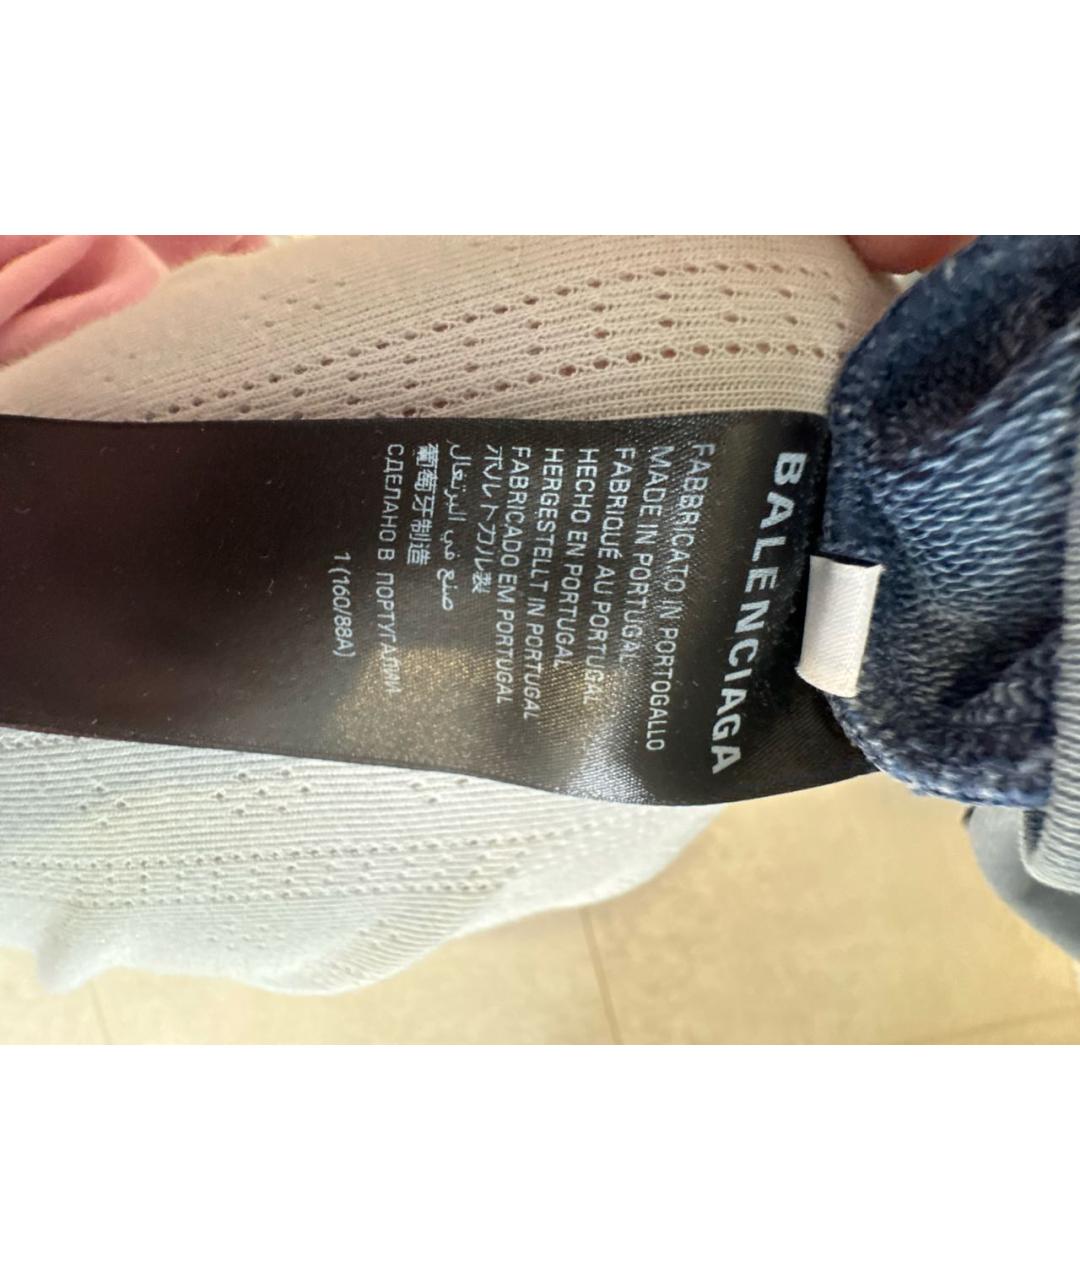 BALENCIAGA
FABBRICATO IN PORTOGALLO
MADE IN PORTUGAL
FABRIQUÉ AU PORTUGAL
HECHO EN PORTUGAL
HERGESTELLT IN PORTUGAL
FABRICADO EM PORTUGAL
ポルトガル製
صنع في البرتغال
葡萄牙制造
СДЕЛАНО В ПОРТУГАЛИИ
1 (160/88A)